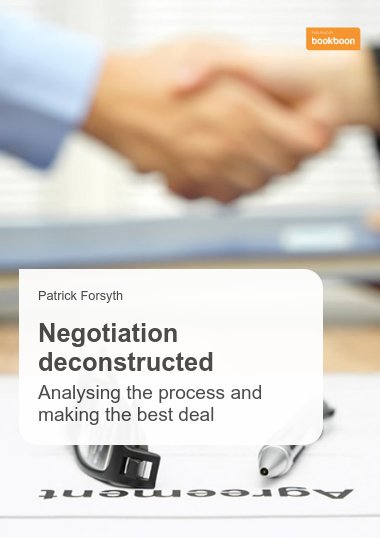 bookboon
Patrick Forsyth
Negotiation
deconstructed
Analysing the process and
making the best deal
Agreement